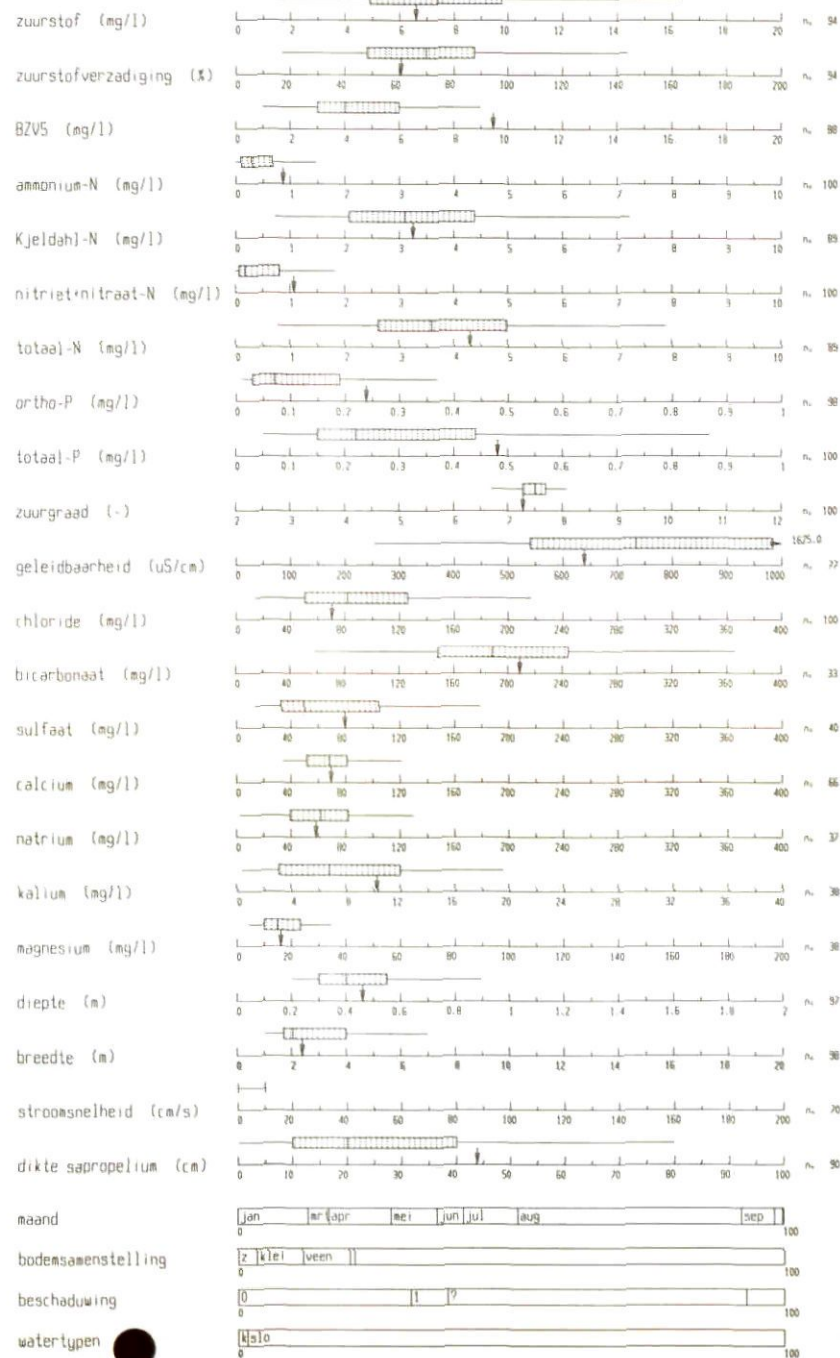 zuurstof (mg/l) 0 2 4 6 8 10 12 14 16 18 20 n. 94
zuurstofverzadiging (%) 0 20 40 60 80 100 120 140 160 180 200 n. 94
BZV5 (mg/l) 0 2 4 6 8 10 12 14 16 18 20 n. 98
ammonium-N (mg/l) 0 1 2 3 4 5 6 7 8 9 10 n. 100
Kjeldahl-N (mg/l) 0 1 2 3 4 5 6 7 8 9 10 n. 89
nitriet+nitraat-N (mg/l) 0 1 2 3 4 5 6 7 8 9 10 n. 100
totaal-N (mg/l) 0 1 2 3 4 5 6 7 8 9 10 n. 89
ortho-P (mg/l) 0 0.1 0.2 0.3 0.4 0.5 0.6 0.7 0.8 0.9 1 n. 98
totaal-P (mg/l) 0 0.1 0.2 0.3 0.4 0.5 0.6 0.7 0.8 0.9 1 n. 100
zuurgraad (-) 2 3 4 5 6 7 8 9 10 11 12 n. 100
1625.0
geleidbaarheid (uS/cm) 0 100 200 300 400 500 600 700 800 900 1000 n. 77
chloride (mg/l) 0 40 80 120 160 200 240 280 320 360 400 n. 100
bicarbonaat (mg/l) 0 40 80 120 160 200 240 280 320 360 400 n. 33
sulfaat (mg/l) 0 40 80 120 160 200 240 280 320 360 400 n. 40
calcium (mg/l) 0 40 80 120 160 200 240 280 320 360 400 n. 66
natrium (mg/l) 0 40 80 120 160 200 240 280 320 360 400 n. 37
kalium (mg/l) 0 4 8 12 16 20 24 28 32 36 40 n. 38
magnesium (mg/l) 0 20 40 60 80 100 120 140 160 180 200 n. 38
diepte (m) 0 0.2 0.4 0.6 0.8 1 1.2 1.4 1.6 1.8 2 n. 97
breedte (m) 0 2 4 6 8 10 12 14 16 18 20 n. 98
stroomsnelheid (cm/s) 0 20 40 60 80 100 120 140 160 180 200 n. 70
dikte sapropelium (cm) 0 10 20 30 40 50 60 70 80 90 100 n. 90
maand jan mrt apr mei jun jul aug sep
0 100
bodemsamenstelling z klei veen
0 100
beschaduwing 0 1 ?
0 100
watertypen k slo
0 100